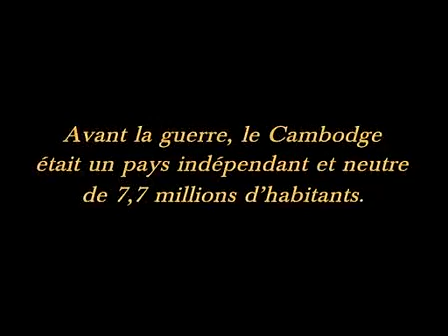 Avant la guerre, le Cambodge
était un pays indépendant et neutre
de 7,7 millions d’habitants.